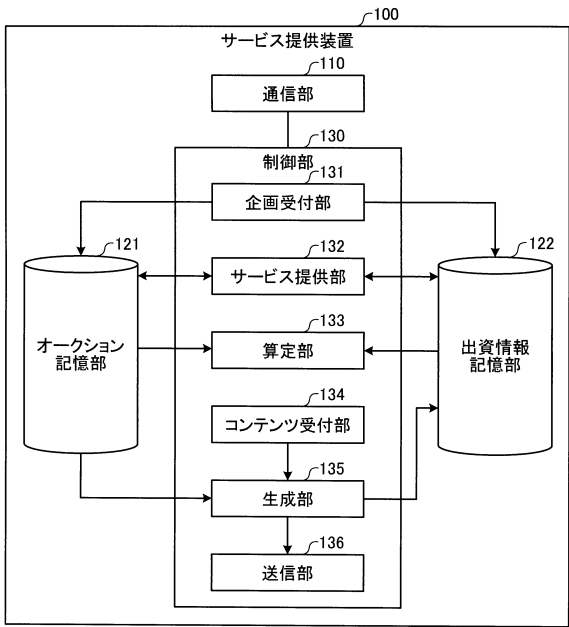 100
サービス提供装置
110
通信部
130
制御部
131
企画受付部
121
132
122
サービス提供部
オークション
記憶部
133
算定部
出資情報
記憶部
134
コンテンツ受付部
135
生成部
136
送信部